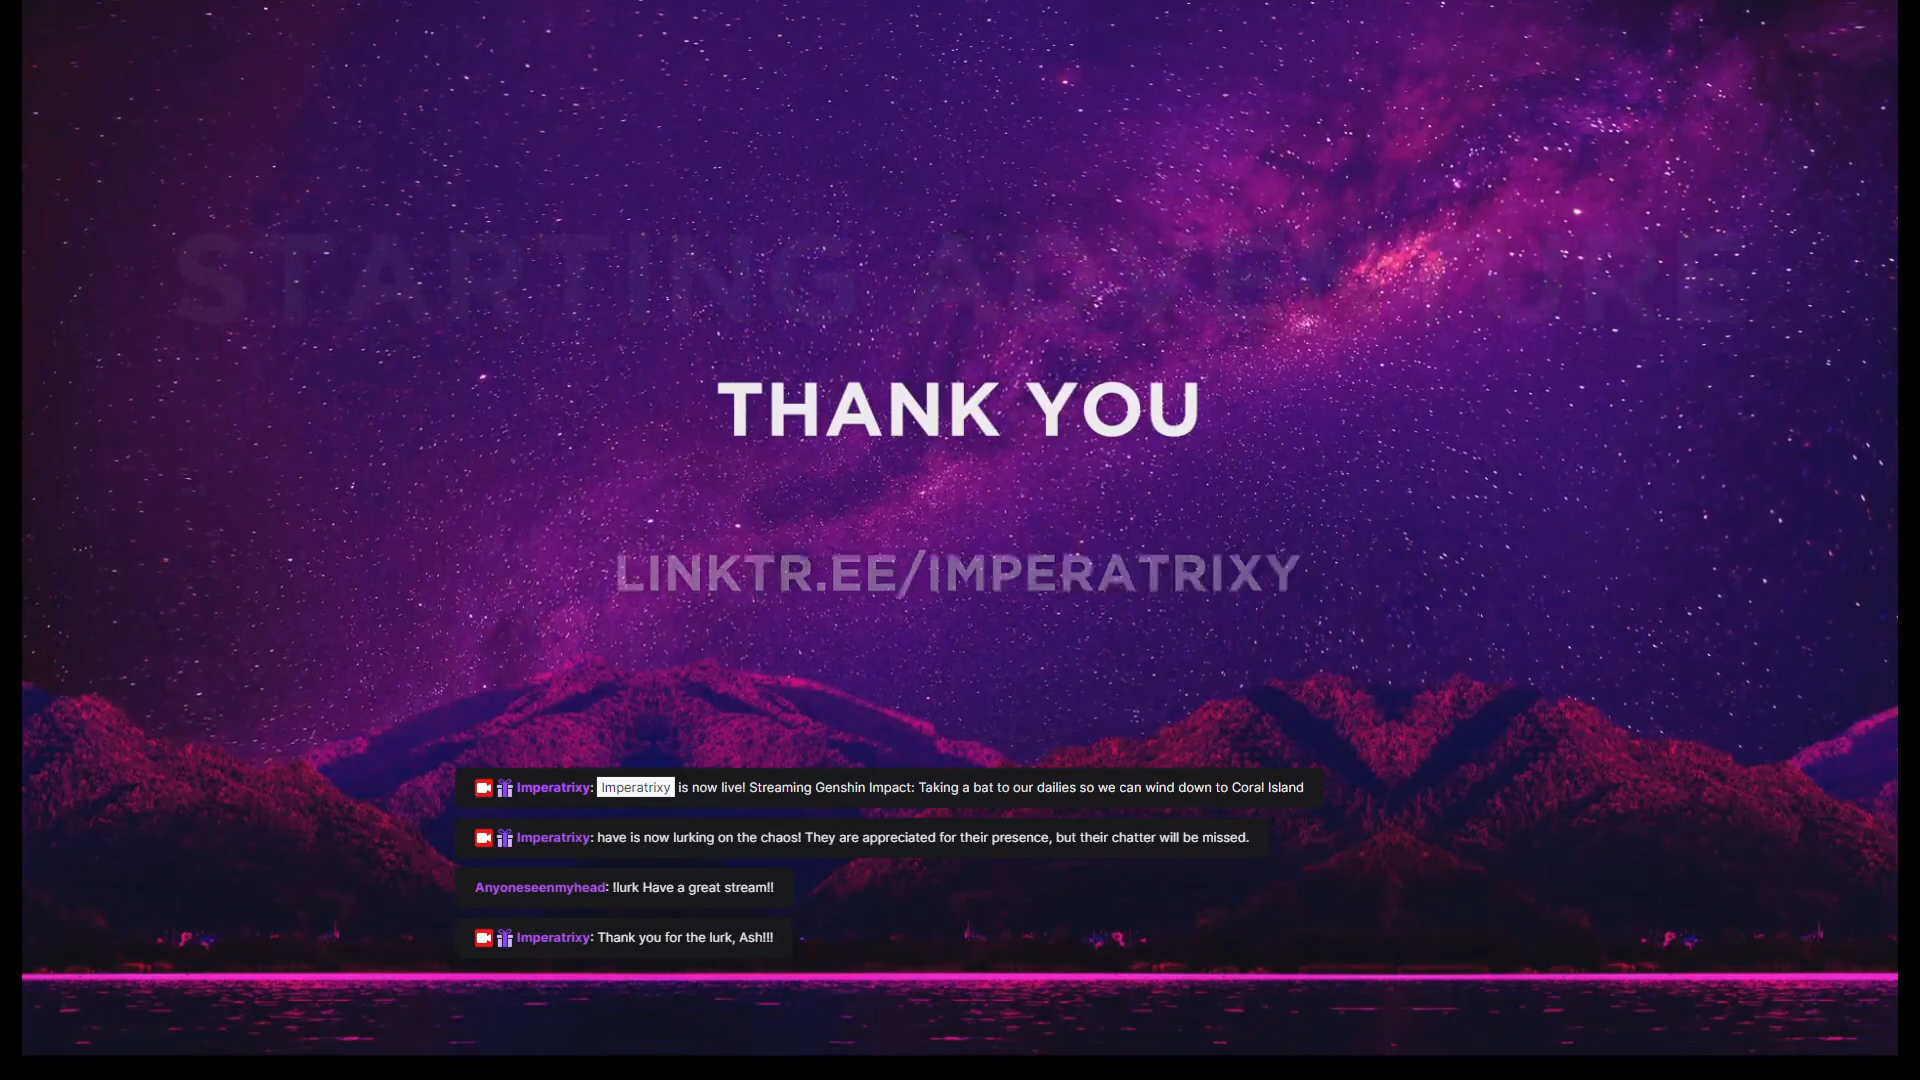 STARTING ADVENTURE
THANK YOU
LINKTR.EE/IMPERATRIXY
Imperatrixy: Imperatrixy is now live! Streaming Genshin Impact: Taking a bat to our dailies so we can wind down to Coral Island
Imperatrixy: have is now lurking on the chaos! They are appreciated for their presence, but their chatter will be missed.
Anyoneseenmyhead: !lurk Have a great stream!!
Imperatrixy: Thank you for the lurk, Ash!!!